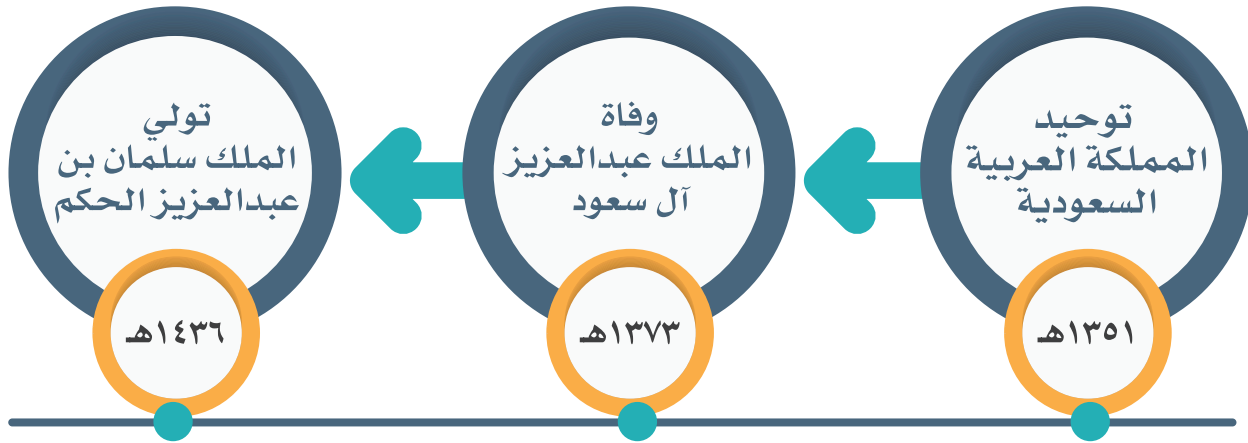 توحيد
المملكة العربية
السعودية
١٣٥١هـ
وفاة
الملك عبدالعزيز
آل سعود
١٣٧٣هـ
تولي
الملك سلمان بن
عبدالعزيز الحكم
١٤٣٦هـ